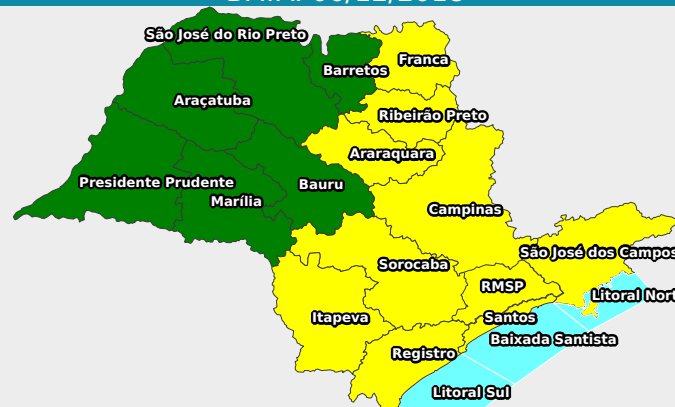 São José do Rio Preto
Franca
Barretos
Araçatuba
Ribeirão Preto
Araraquara
Presidente Prudente
Bauru
Marília
Campinas
São José dos Campos
Sorocaba
RMSP
Litoral Nort
Itapeva
Santos
Baixada Santista
Registro
Litoral Sul